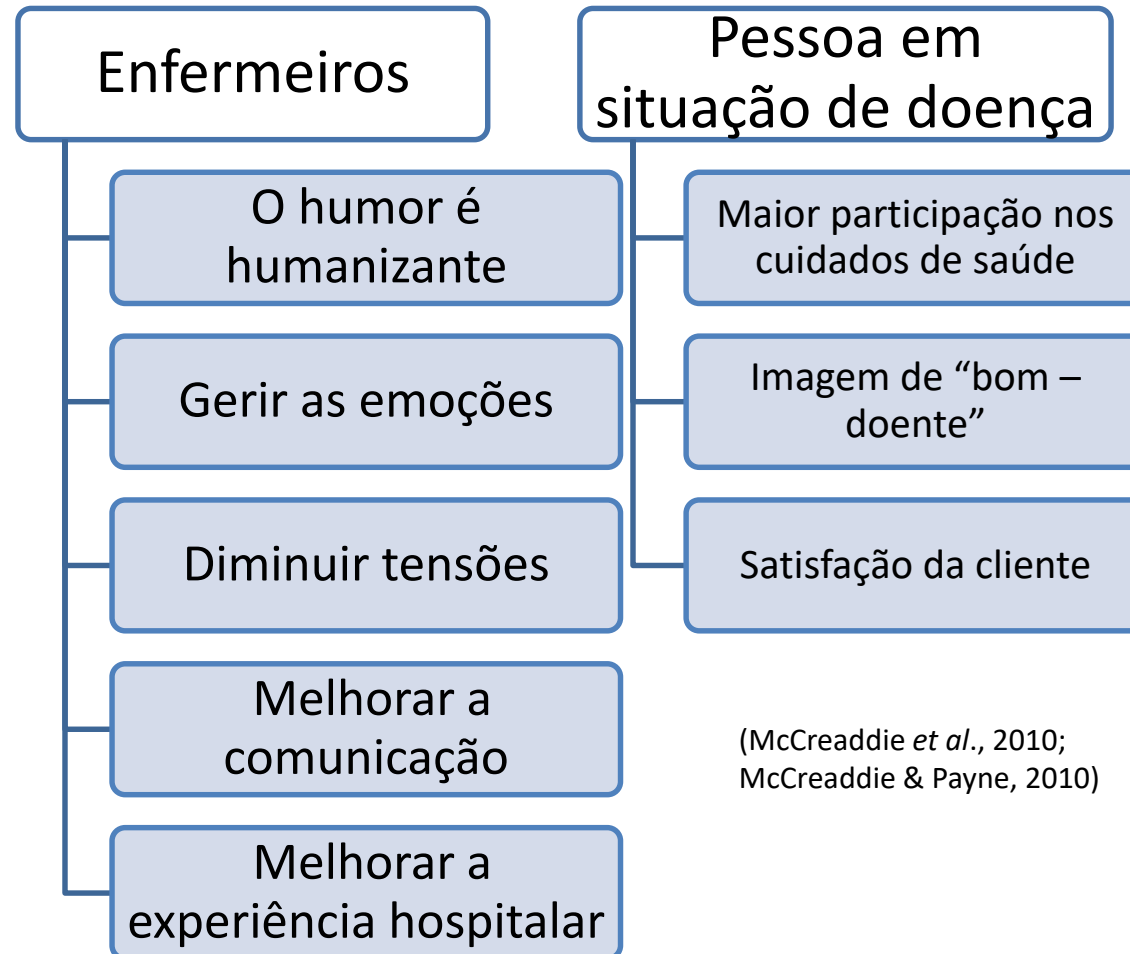 Enfermeiros
O humor é
humanizante
Gerir as emoções
Diminuir tensões
Melhorar a
comunicação
Melhorar a
experiência hospitalar
Pessoa em
situação de doença
Maior participação nos
cuidados de saúde
Imagem de “bom –
doente”
Satisfação da cliente
(McCreaddie et al., 2010;
McCreaddie & Payne, 2010)